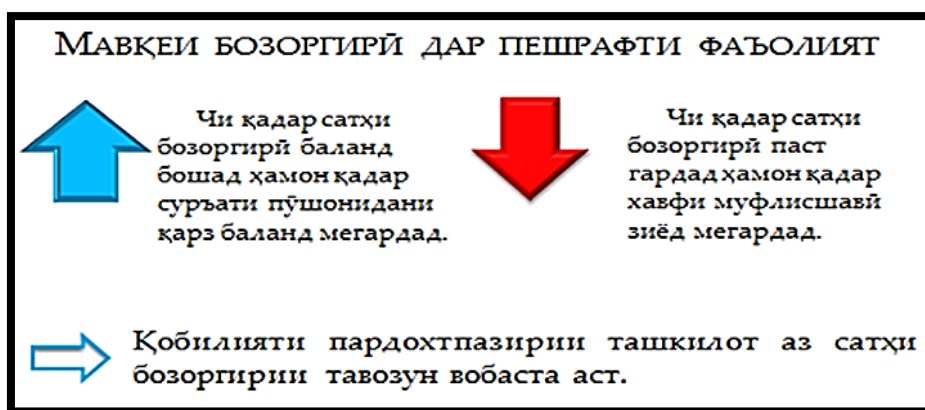 Мавқеи бозоргирӣ дар пешрафти фаъолият
Чи қадар сатҳи
бозоргирӣ баланд
бошад ҳамон қадар
суръати пӯшонидани
қарз баланд мегардад.
Чи қадар сатҳи
бозоргирӣ паст
гардад ҳамон қадар
хавфи муфлисшавӣ
зиёд мегардад.
Қобилияти пардохтпазирии ташкилот аз сатҳи
бозоргирии тавозун вобаста аст.